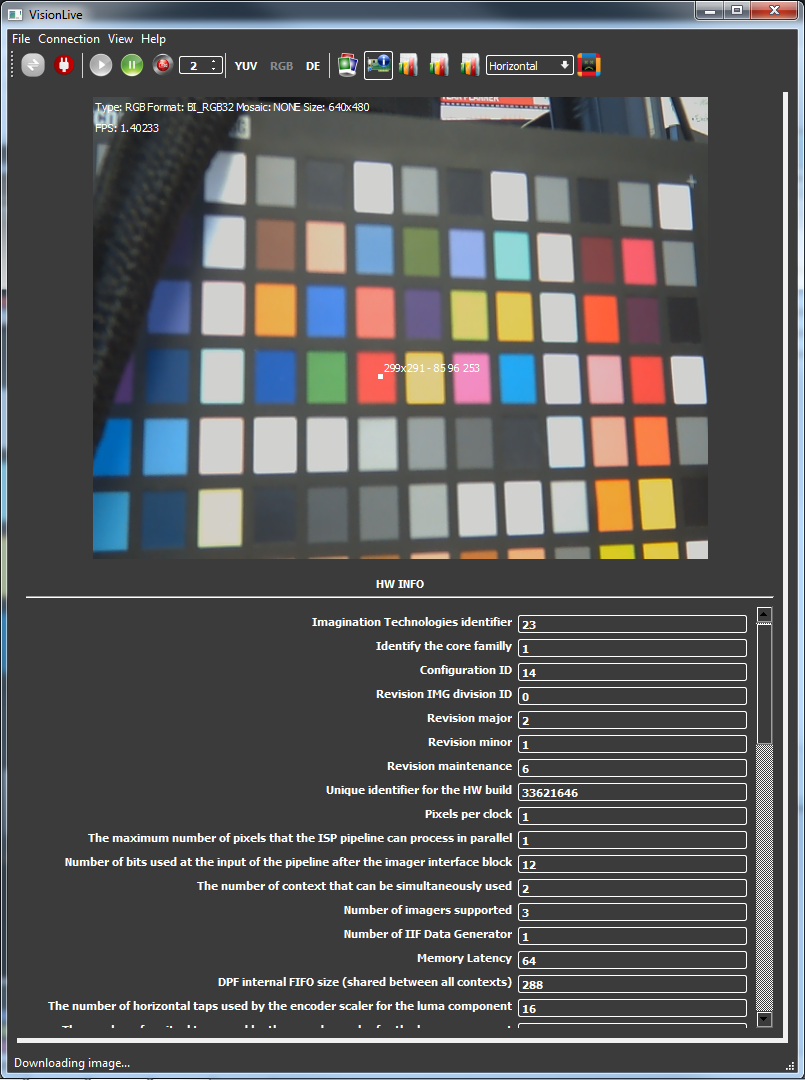 VisionLive
File Connection View Help
2 YUV RGB DE Horizontal
Type: RGB Format: BI_RGB32 Mosaic: NONE Size: 640x480
FPS: 1.40233
299x291 - 85 96 253
HW INFO
Imagination Technologies identifier 23
Identify the core familly 1
Configuration ID 14
Revision IMG division ID 0
Revision major 2
Revision minor 1
Revision maintenance 6
Unique identifier for the HW build 33621646
Pixels per clock 1
The maximum number of pixels that the ISP pipeline can process in parallel 1
Number of bits used at the input of the pipeline after the imager interface block 12
The number of context that can be simultaneously used 2
Number of imagers supported 3
Number of IIF Data Generator 1
Memory Latency 64
DPF internal FIFO size (shared between all contexts) 288
The number of horizontal taps used by the encoder scaler for the luma component 16
Downloading image...